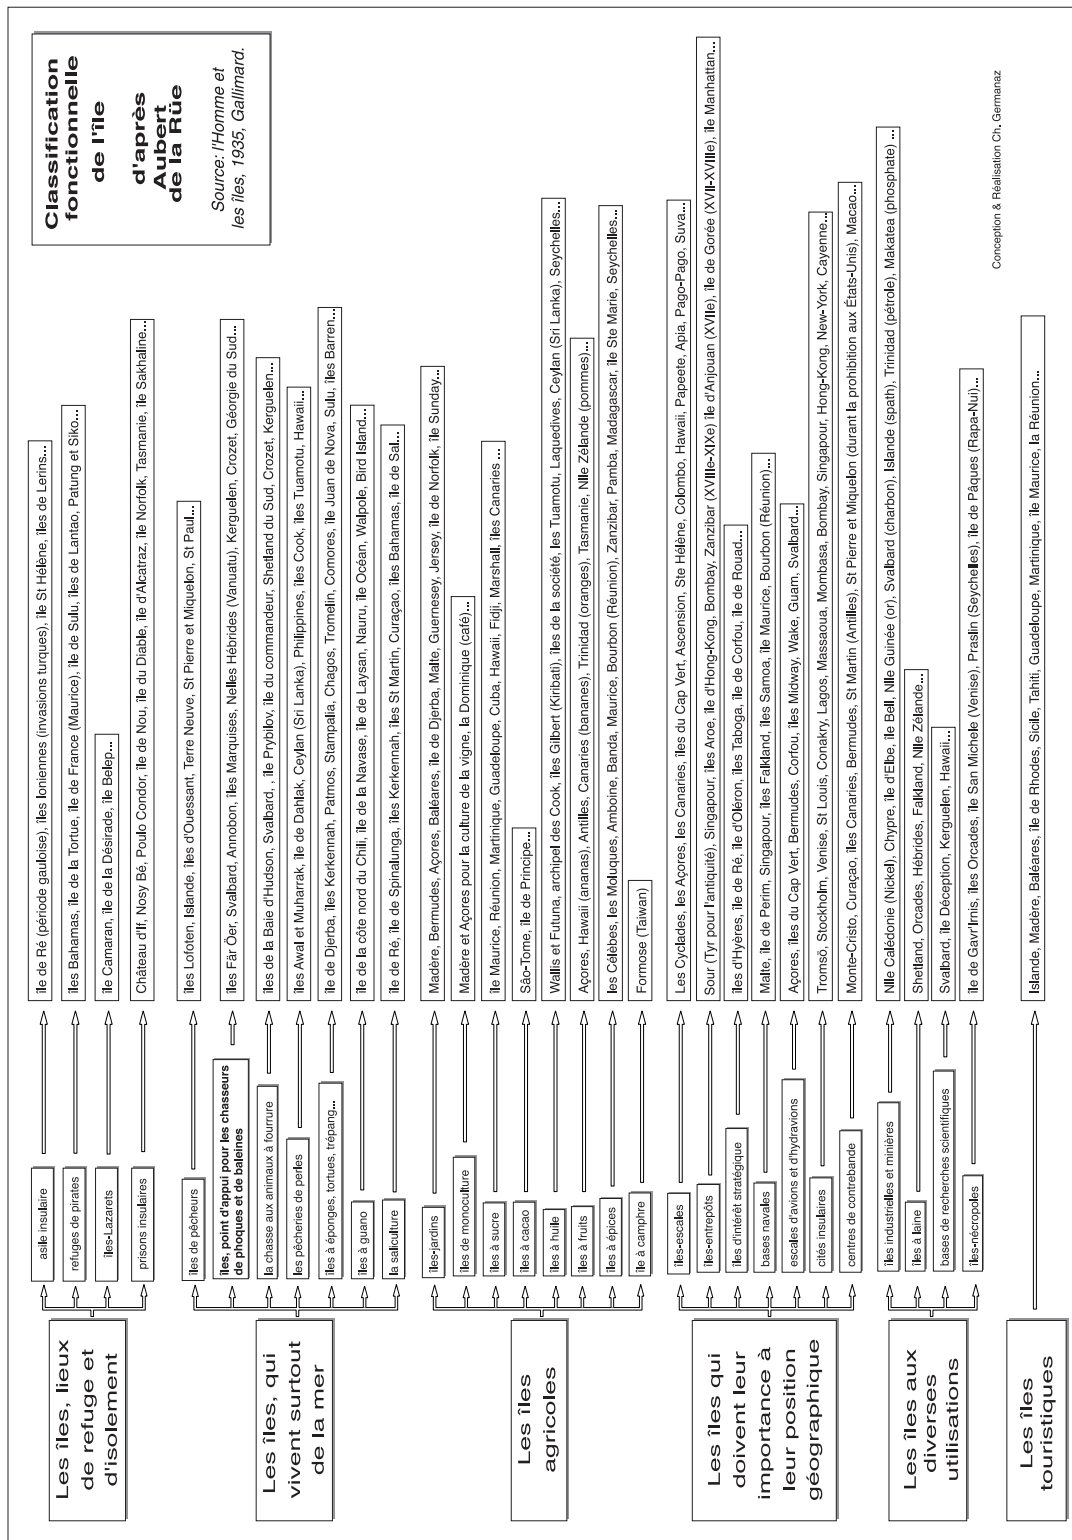 Classification
fonctionnelle
de l'île
d'après
Aubert
de la Rüe
Source: l'Homme et
les îles, 1935, Gallimard.
Les îles, lieux
de refuge et
d'isolement
asile insulaire
île de Ré (période gauloise), îles Ioniennes (invasions turques), île St Hélène, îles de Lerins...
refuges de pirates
îles Bahamas, île de la Tortue, île de France (Maurice), île de Sulu, îles de Lantao, Patung et Siko...
îles-Lazarets
île Camaran, île de la Désirade, île Belep...
prisons insulaires
Château d'If, Nosy Bé, Poulo Condor, île de Nou, île du Diable, île d'Alcatraz, île Norfolk, Tasmanie, île Sakhaline...
Les îles, qui
vivent surtout
de la mer
îles de pêcheurs
îles Lofoten, Islande, îles d'Ouessant, Terre Neuve, St Pierre et Miquelon, St Paul...
îles, point d'appui pour les chasseurs
de phoques et de baleines
îles Fär Öer, Svalbard, Annobon, îles Marquises, Nelles Hébrides (Vanuatu), Kerguelen, Crozet, Géorgie du Sud...
la chasse aux animaux à fourrure
îles de la Baie d'Hudson, Svalbard, , île Prybilov, île du commandeur, Shetland du Sud, Crozet, Kerguelen...
les pêcheries de perles
îles Awal et Muharrak, île de Dahlak, Ceylan (Sri Lanka), Philippines, îles Cook, îles Tuamotu, Hawaii...
îles à éponges, tortues, trépang...
île de Djerba, îles Kerkennah, Patmos, Stampalia, Chagos, Tromelin, Comores, île Juan de Nova, Sulu, îles Barren...
îles à guano
île de la côte nord du Chili, île de la Navase, île de Laysan, Nauru, île Océan, Walpole, Bird Island...
la saliculture
île de Ré, île de Spinalunga, îles Kerkennah, îles St Martin, Curaçao, îles Bahamas, île de Sal...
Les îles
agricoles
îles-jardins
Madère, Bermudes, Açores, Baléares, île de Djerba, Malte, Guernesey, Jersey, île de Norfolk, île Sunday...
îles de monoculture
Madère et Açores pour la culture de la vigne, la Dominique (café)...
îles à sucre
île Maurice, Réunion, Martinique, Guadeloupe, Cuba, Hawaii, Fidji, Marshall, îles Canaries ...
îles à cacao
Sâo-Tome, île de Principe...
îles à huile
Wallis et Futuna, archipel des Cook, îles Gilbert (Kiribati), îles de la société, les Tuamotu, Laquedives, Ceylan (Sri Lanka), Seychelles...
îles à fruits
Açores, Hawaii (ananas), Antilles, Canaries (bananes), Trinidad (oranges), Tasmanie, Nlle Zélande (pommes)...
îles à épices
les Célèbes, les Moluques, Amboine, Banda, Maurice, Bourbon (Réunion), Zanzibar, Pamba, Madagascar, île Ste Marie, Seychelles...
île à camphre
Formose (Taiwan)
Les îles qui
doivent leur
importance à
leur position
géographique
îles-escales
Les Cyclades, les Açores, les Canaries, îles du Cap Vert, Ascension, Ste Hélène, Colombo, Hawaii, Papeete, Apia, Pago-Pago, Suva...
îles-entrepôts
Sour (Tyr pour l'antiquité), Singapour, îles Aroe, île d'Hong-Kong, Bombay, Zanzibar (XVIIIe-XIXe) île d'Anjouan (XVIIe), île de Gorée (XVII-XVIIIe), île Manhattan...
îles d'intérêt stratégique
îles d'Hyères, île de Ré, île d'Oléron, îles Taboga, île de Corfou, île de Rouad...
bases navales
Malte, île de Perim, Singapour, îles Falkland, îles Samoa, île Maurice, Bourbon (Réunion)...
escales d'avions et d'hydravions
Açores, îles du Cap Vert, Bermudes, Corfou, îles Midway, Wake, Guam, Svalbard...
cités insulaires
Tromsö, Stockholm, Venise, St Louis, Conakry, Lagos, Massaoua, Mombasa, Bombay, Singapour, Hong-Kong, New-York, Cayenne...
centres de contrebande
Monte-Cristo, Curaçao, îles Canaries, Bermudes, St Martin (Antilles), St Pierre et Miquelon (durant la prohibition aux États-Unis), Macao...
Les îles aux
diverses
utilisations
îles industrielles et minières
Nlle Calédonie (Nickel), Chypre, île d'Elbe, île Bell, Nlle Guinée (or), Svalbard (charbon), Islande (spath), Trinidad (pétrole), Makatea (phosphate) ...
îles à laine
Shetland, Orcades, Hébrides, Falkland, Nlle Zélande...
bases de recherches scientifiques
Svalbard, île Déception, Kerguelen, Hawaii...
îles-nécropoles
île de Gavr'Irnis, îles Orcades, île San Michele (Venise), Praslin (Seychelles), île de Pâques (Rapa-Nui)...
Les îles
touristiques
Islande, Madère, Baléares, île de Rhodes, Sicile, Tahiti, Guadeloupe, Martinique, île Maurice, la Réunion...
Conception & Réalisation Ch. Germanaz